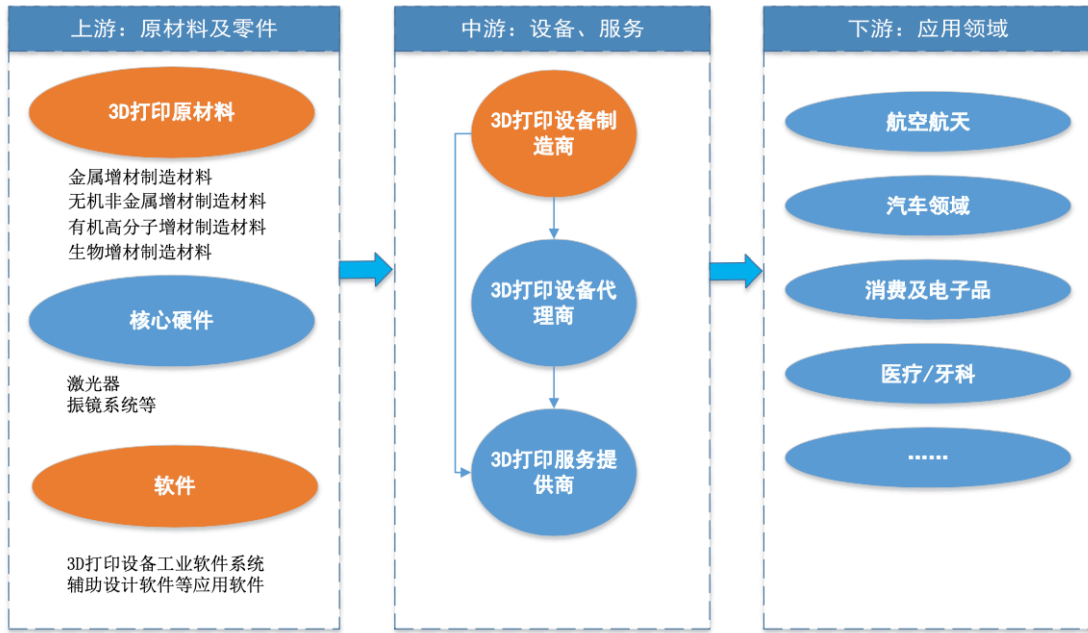 上游：原材料及零件
3D打印原材料
金属增材制造材料
无机非金属增材制造材料
有机高分子增材制造材料
生物增材制造材料
核心硬件
激光器
振镜系统等
软件
3D打印设备工业软件系统
辅助设计软件等应用软件
中游：设备、服务
3D打印设备制
造商
3D打印设备代
理商
3D打印服务提
供商
下游：应用领域
航空航天
汽车领域
消费及电子品
医疗/牙科
……